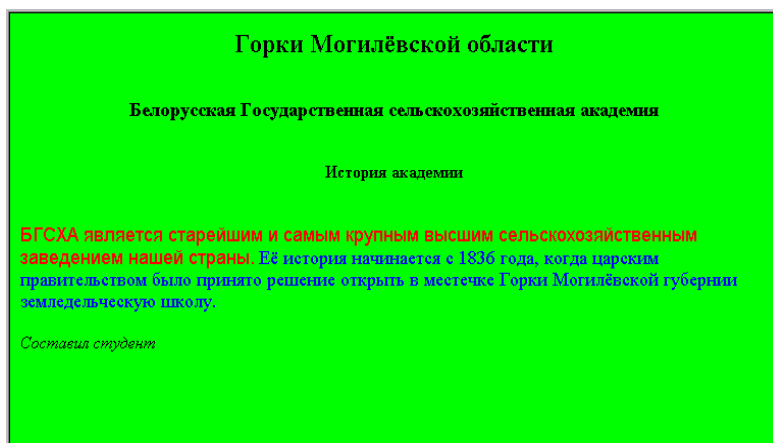 Горки Могилёвской области
Белорусская Государственная сельскохозяйственная академия
История академии
БГСХА является старейшим и самым крупным высшим сельскохозяйственным
заведением нашей страны. Её история начинается с 1836 года, когда царским
правительством было принято решение открыть в местечке Горки Могилёвской губернии
земледельческую школу.
Составил студент